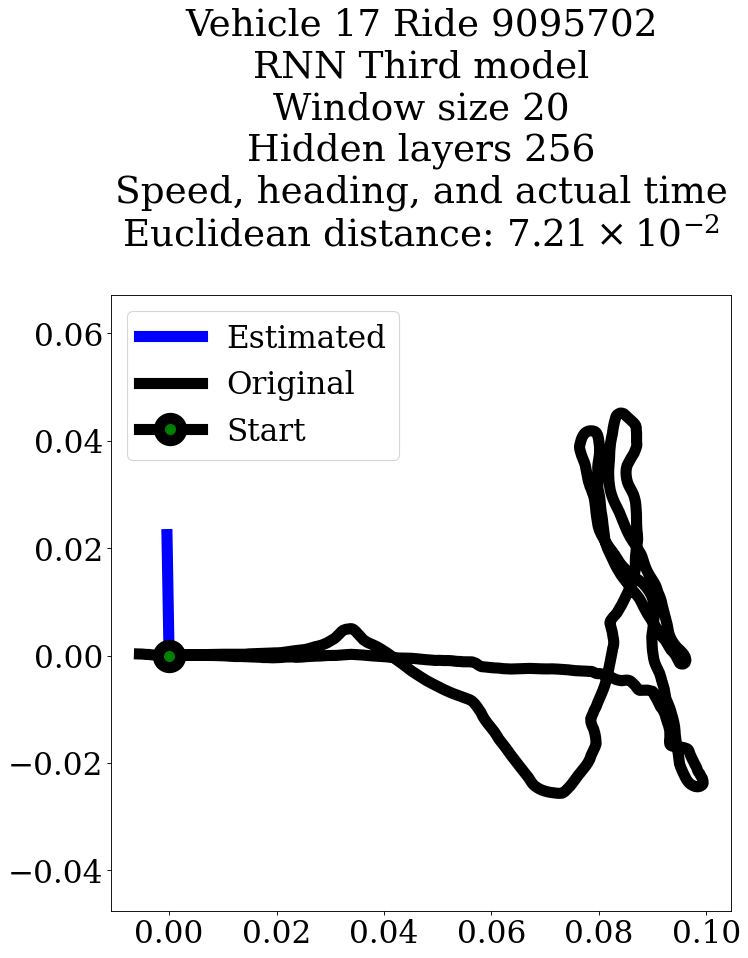 Vehicle 17 Ride 9095702
RNN Third model
Window size 20
Hidden layers 256
Speed, heading, and actual time
Euclidean distance: 7.21 × 10⁻²
Estimated
Original
Start
0.06
0.04
0.02
0.00
−0.02
−0.04
0.00 0.02 0.04 0.06 0.08 0.10